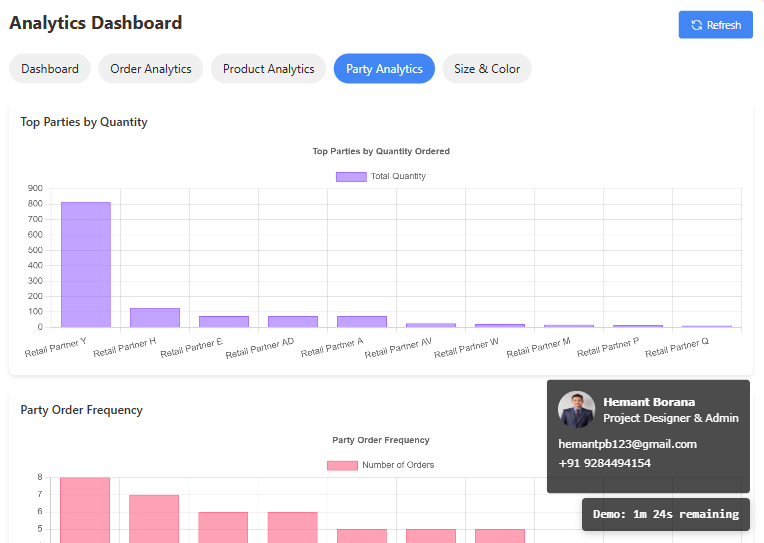 Analytics Dashboard
Refresh
Dashboard
Order Analytics
Product Analytics
Party Analytics
Size & Color
Top Parties by Quantity
Top Parties by Quantity Ordered
Total Quantity
900
800
700
600
500
400
300
200
100
0
Retail Partner Y
Retail Partner H
Retail Partner E
Retail Partner AD
Retail Partner A
Retail Partner AV
Retail Partner W
Retail Partner M
Retail Partner P
Retail Partner Q
Party Order Frequency
Party Order Frequency
Number of Orders
8
7
6
5
Hemant Borana
Project Designer & Admin
hemantpb123@gmail.com
+91 9284494154
Demo: 1m 24s remaining